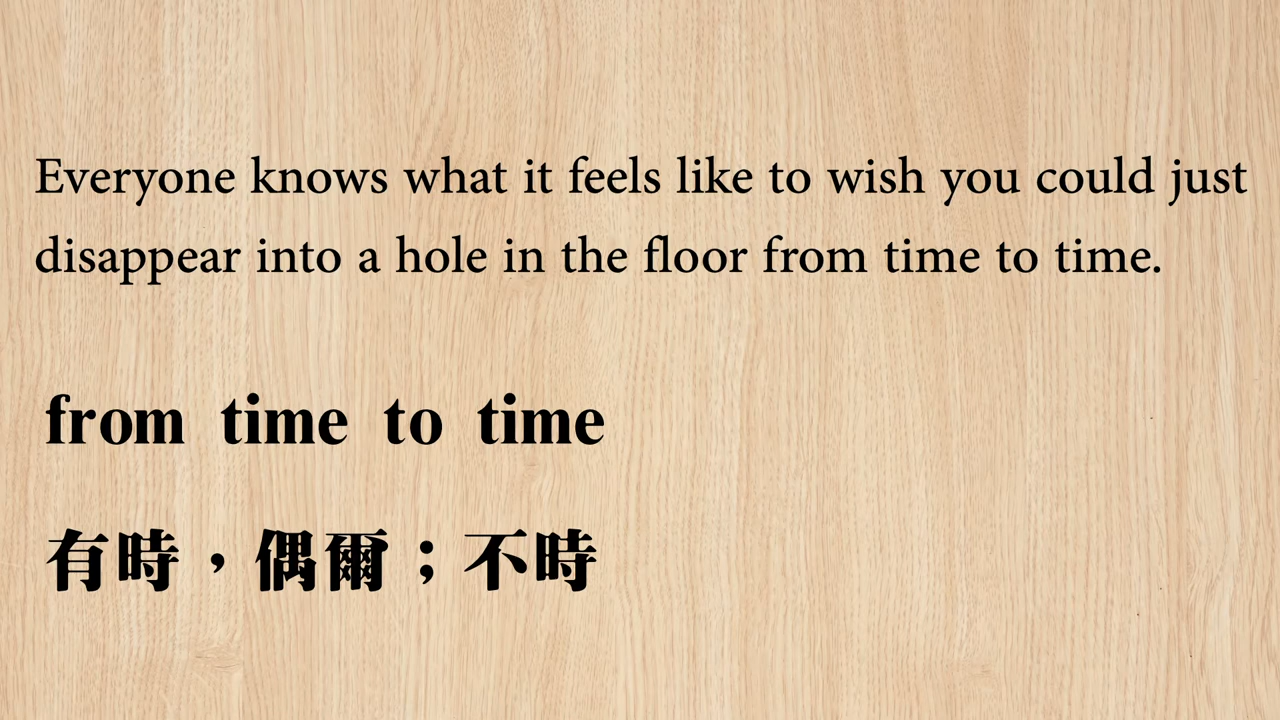 Everyone knows what it feels like to wish you could just
disappear into a hole in the floor from time to time.
from time to time
有時，偶爾；不時